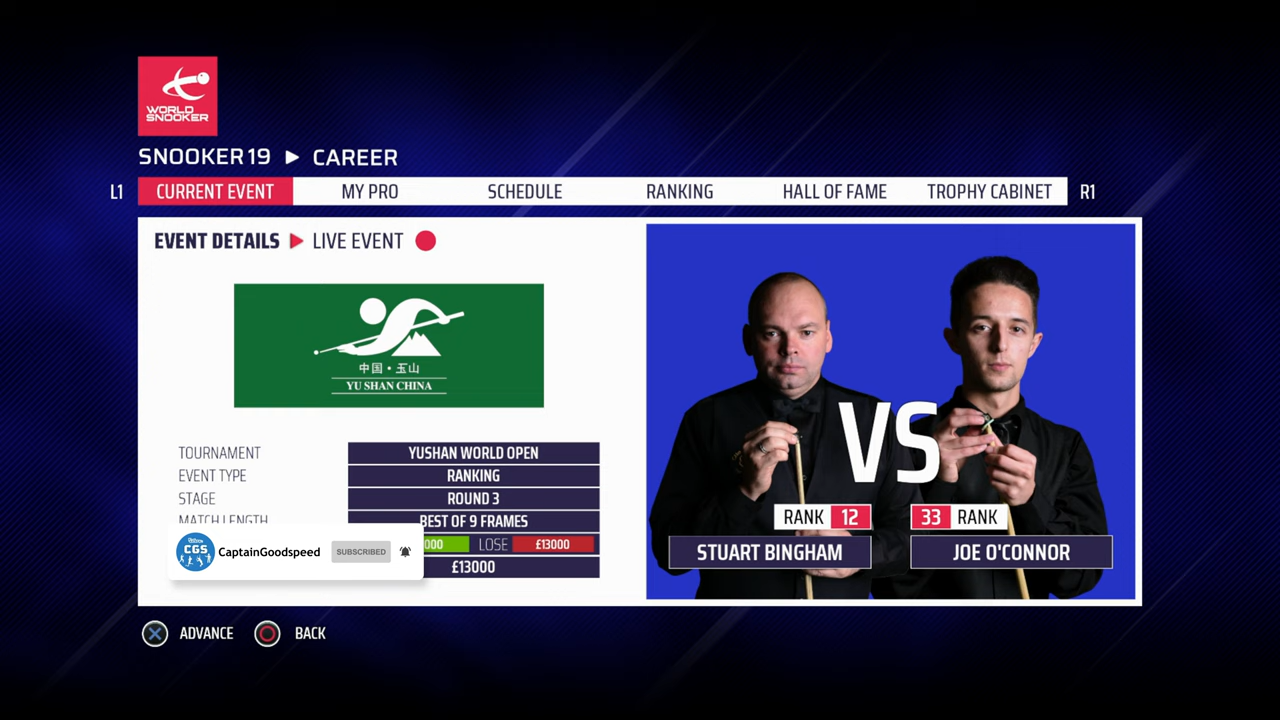 WORLD
SNOOKER
SNOOKER 19 ▶ CAREER
L1 CURRENT EVENT MY PRO SCHEDULE RANKING HALL OF FAME TROPHY CABINET R1
EVENT DETAILS ▶ LIVE EVENT
中国·玉山
YU SHAN CHINA
TOURNAMENT YUSHAN WORLD OPEN
EVENT TYPE RANKING
STAGE ROUND 3
MATCH LENGTH BEST OF 9 FRAMES
LOSE £13000
£13000
CGS CaptainGoodspeed SUBSCRIBED
VS
RANK 12
33 RANK
STUART BINGHAM
JOE O'CONNOR
ADVANCE BACK